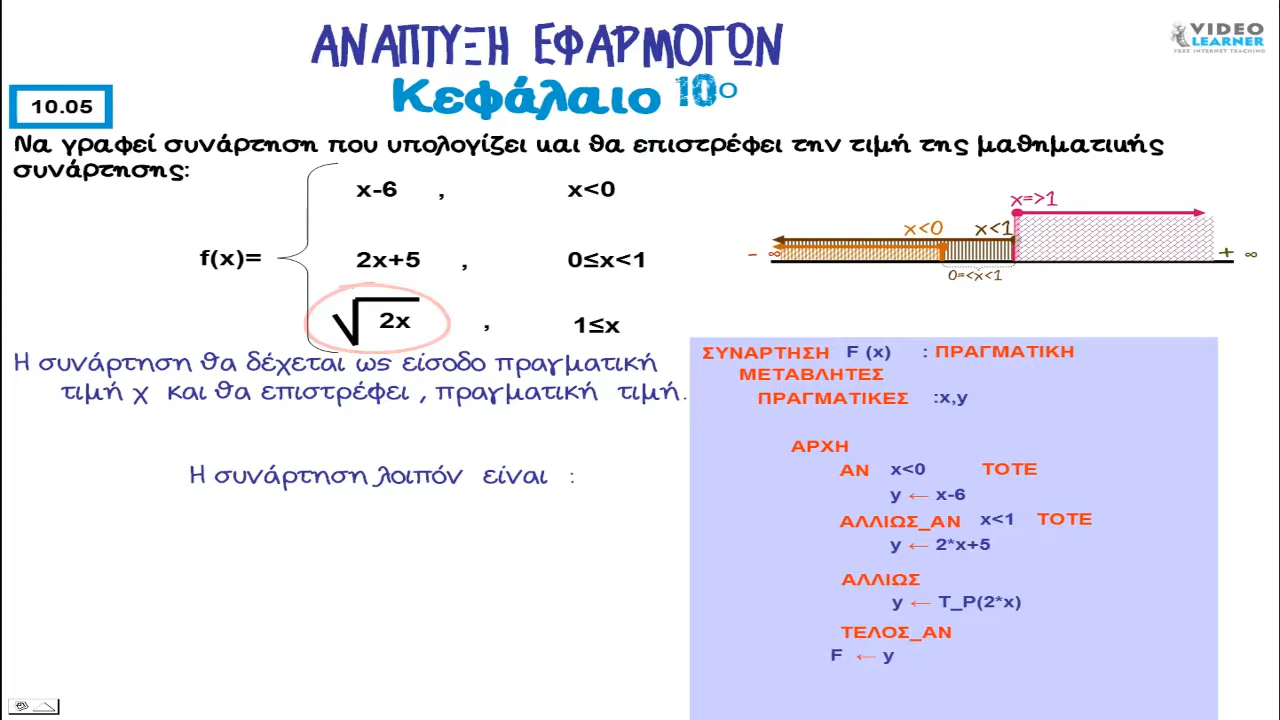 ΑΝΑΠΤΥΞΗ ΕΦΑΡΜΟΓΩΝ
Κεφάλαιο 10ο
VIDEO
LEARNER
FREE INTERNET TEACHING
10.05
Να γραφεί συνάρτηση που υπολογίζει και θα επιστρέφει την τιμή της μαθηματικής
συνάρτησης:
f(x)=
x-6 , x<0
2x+5 , 0≤x<1
√2x , 1≤x
x=>1
x<0 x<1
- ∞ + ∞
0=<x<1
Η συνάρτηση θα δέχεται ως είσοδο πραγματική
τιμή χ και θα επιστρέφει , πραγματική τιμή.
Η συνάρτηση λοιπόν είναι :
ΣΥΝΑΡΤΗΣΗ F (x) : ΠΡΑΓΜΑΤΙΚΗ
ΜΕΤΑΒΛΗΤΕΣ
ΠΡΑΓΜΑΤΙΚΕΣ :x,y
ΑΡΧΗ
ΑΝ x<0 ΤΟΤΕ
y ← x-6
ΑΛΛΙΩΣ_ΑΝ x<1 ΤΟΤΕ
y ← 2*x+5
ΑΛΛΙΩΣ
y ← Τ_Ρ(2*x)
ΤΕΛΟΣ_ΑΝ
F ← y